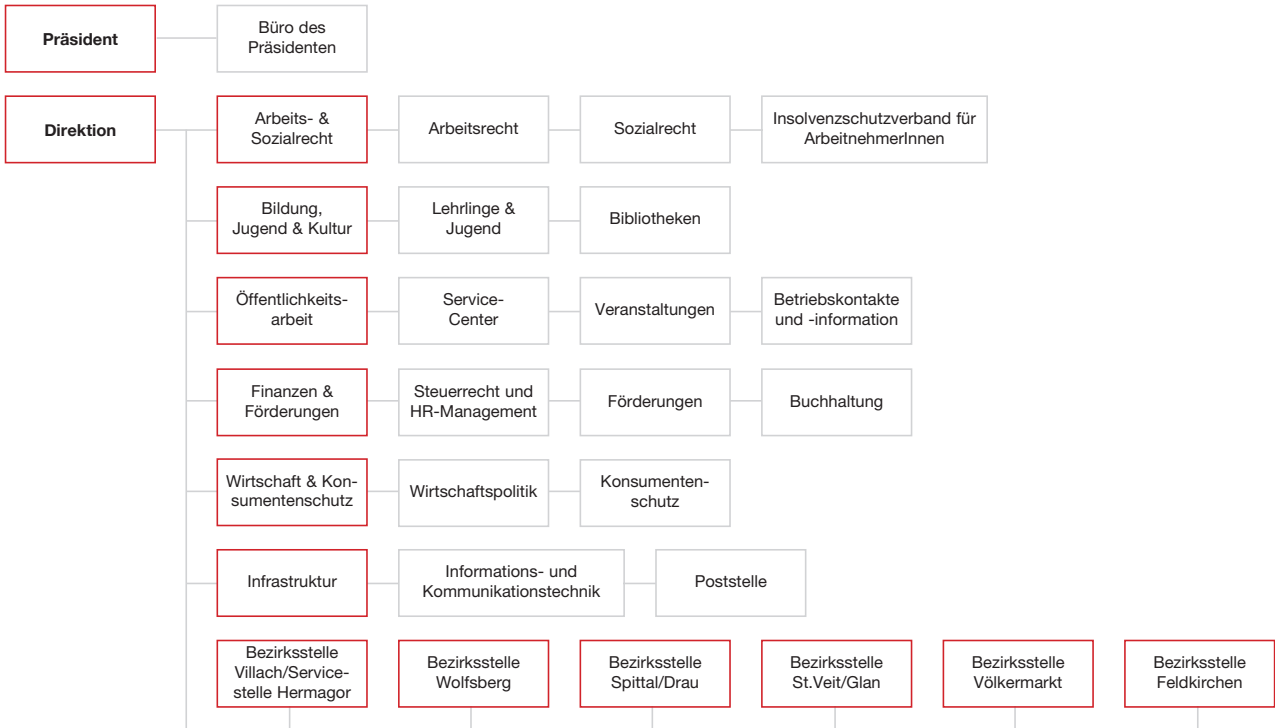 Präsident
Büro des
Präsidenten
Direktion
Arbeits- &
Sozialrecht
Arbeitsrecht
Sozialrecht
Insolvenzschutzverband für
ArbeitnehmerInnen
Bildung,
Jugend & Kultur
Lehrlinge &
Jugend
Bibliotheken
Öffentlichkeits-
arbeit
Service-
Center
Veranstaltungen
Betriebskontakte
und -information
Finanzen &
Förderungen
Steuerrecht und
HR-Management
Förderungen
Buchhaltung
Wirtschaft & Kon-
sumentenschutz
Wirtschaftspolitik
Konsumenten-
schutz
Infrastruktur
Informations- und
Kommunikationstechnik
Poststelle
Bezirksstelle
Villach/Service-
stelle Hermagor
Bezirksstelle
Wolfsberg
Bezirksstelle
Spittal/Drau
Bezirksstelle
St.Veit/Glan
Bezirksstelle
Völkermarkt
Bezirksstelle
Feldkirchen